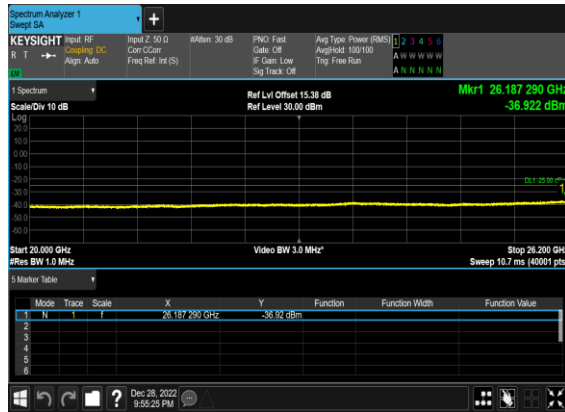 Spectrum Analyzer 1
Swept SA
+
KEYSIGHT Input: RF Input Z: 50 Ω #Atten: 30 dB PNO: Fast Avg Type: Power (RMS) 1 2 3 4 5 6
R T Coupling: DC Corr CCorr Gate: Off Avg|Hold: 100/100 A W W W W W
Align: Auto Freq Ref: Int (S) IF Gain: Low Trig: Free Run
Sig Track: Off A N N N N N
1 Spectrum Ref Lvl Offset 15.38 dB Mkr1 26.187 290 GHz
Scale/Div 10 dB Ref Level 30.00 dBm -36.922 dBm
Log
20.0
10.0
0.00
-10.0
-20.0
DL1 -25.00
-30.0
1
-40.0
-50.0
-60.0
Start 20.000 GHz Video BW 3.0 MHz* Stop 26.200 GHz
#Res BW 1.0 MHz Sweep 10.7 ms (40001 pts
5 Marker Table
Mode Trace Scale X Y Function Function Width Function Value
1 N 1 f 26.187 290 GHz -36.92 dBm
2
3
4
5
6
? Dec 28, 2022
9:55:25 PM